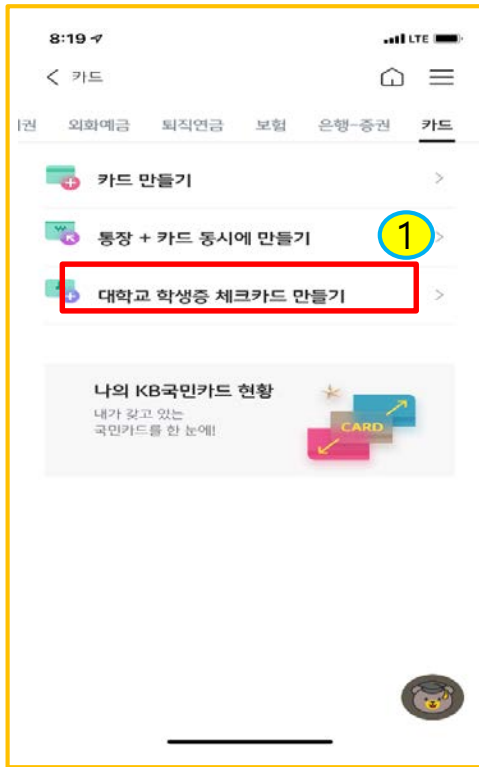 8:19
LTE
카드
외화예금 퇴직연금 보험 은행-증권 카드
카드 만들기
통장 + 카드 동시에 만들기
1
대학교 학생증 체크카드 만들기
나의 KB국민카드 현황
내가 갖고 있는
국민카드를 한 눈에!
CARD